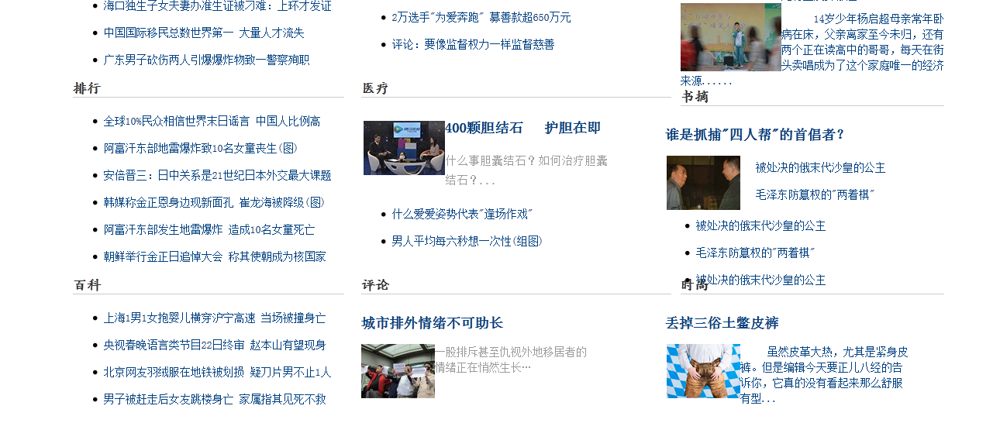 海口独生子女夫妻办准生证被刁难：上环才发证
中国国际移民总数世界第一 大量人才流失
广东男子砍伤两人引爆爆炸物致一警察殉职
排行
全球10%民众相信世界末日谣言 中国人比例高
阿富汗东部地雷爆炸致10名女童丧生(图)
安倍晋三：日中关系是21世纪日本外交最大课题
韩媒称金正恩身边现新面孔 崔龙海被降级(图)
阿富汗东部发生地雷爆炸 造成10名女童死亡
朝鲜举行金正日追悼大会 称其使朝成为核国家
百科
上海1男1女抱婴儿横穿沪宁高速 当场被撞身亡
央视春晚语言类节目22日终审 赵本山有望现身
北京网友羽绒服在地铁被划损 疑刀片男不止1人
男子被赶走后女友跳楼身亡 家属指其见死不救
2万选手"为爱奔跑" 募善款超650万元
评论：要像监督权力一样监督慈善
医疗
400颗胆结石 护胆在即
什么事胆囊结石？如何治疗胆囊
结石？...
什么爱爱姿势代表"逢场作戏"
男人平均每六秒想一次性(组图)
评论
城市排外情绪不可助长
一股排斥甚至仇视外地移居者的
情绪正在悄然生长…
14岁少年杨启超母亲常年卧
病在床，父亲离家至今未归，还有
两个正在读高中的哥哥，每天在街
头卖唱成为了这个家庭唯一的经济
来源......
书摘
谁是抓捕"四人帮"的首倡者？
被处决的俄末代沙皇的公主
毛泽东防篡权的"两着棋"
被处决的俄末代沙皇的公主
毛泽东防篡权的"两着棋"
被处决的俄末代沙皇的公主
时尚
丢掉三俗土鳖皮裤
虽然皮革大热，尤其是紧身皮
裤。但是编辑今天要正儿八经的告
诉你，它真的没有看起来那么舒服
有型...